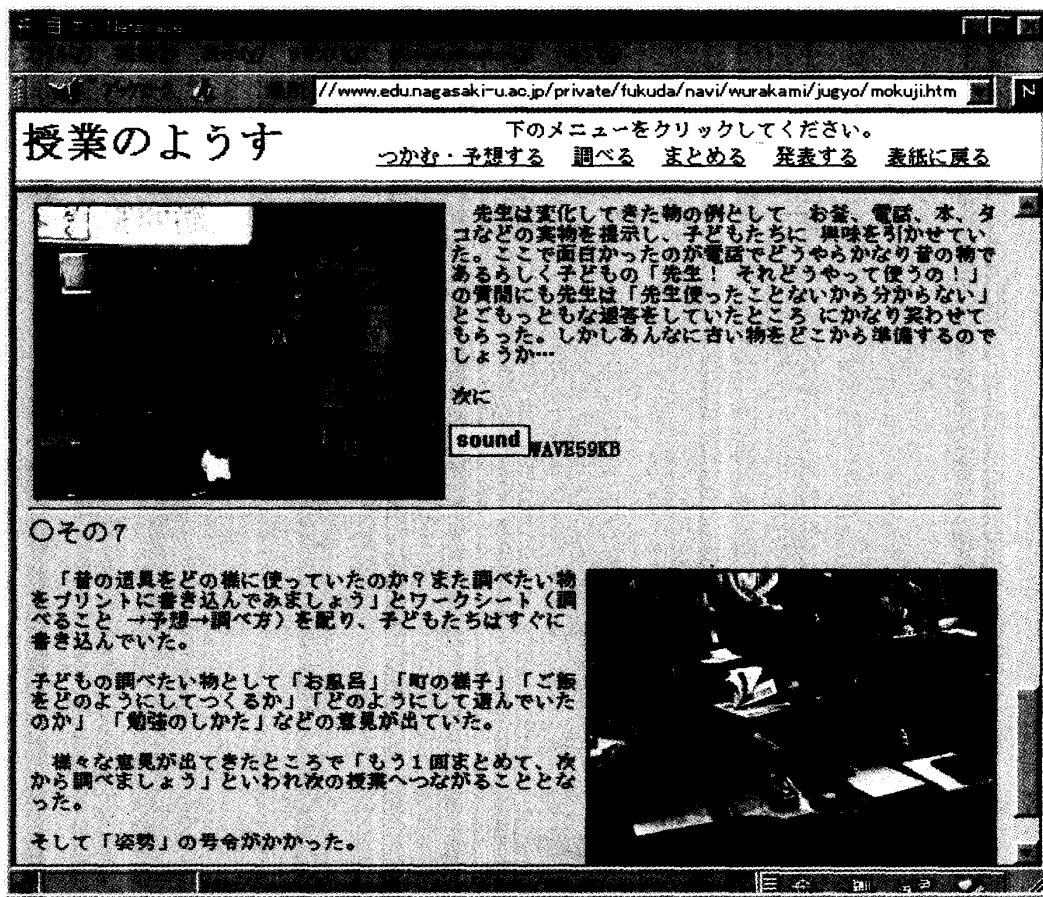 //www.edu.nagasaki-u.ac.jp/private/fukuda/navi/wurakami/jugyo/mokuji.htm
授業のようす
下のメニューをクリックしてください。
つかむ・予想する 調べる まとめる 発表する 表紙に戻る
先生は変化してきた物の例として お釜、電話、本、タ
コなどの実物を提示し、子どもたちに 興味を引かせてい
た。ここで面白かったのが電話でどうやらかなり昔の物で
あるらしく子どもの「先生! それどうやって使うの!」
の質問にも先生は「先生使ったことないから分からない」
とごもっともな返答をしていたところ にかなり笑わせて
もらった。しかしあんなに古い物をどこから準備するので
しょうか…
次に
sound WAVE59KB
○その7
「昔の道具をどの様に使っていたのか?また調べたい物
をプリントに書き込んでみましょう」とワークシート(調
べること →予想→調べ方)を配り、子どもたちはすぐに
書き込んでいた。
子どもの調べたい物として「お風呂」「町の様子」「ご飯
をどのようにしてつくるか」「どのようにして遊んでいた
のか」 「勉強のしかた」などの意見が出ていた。
様々な意見が出てきたところで「もう1回まとめて、次
から調べましょう」といわれ次の授業へつながることとな
った。
そして「姿勢」の号令がかかった。